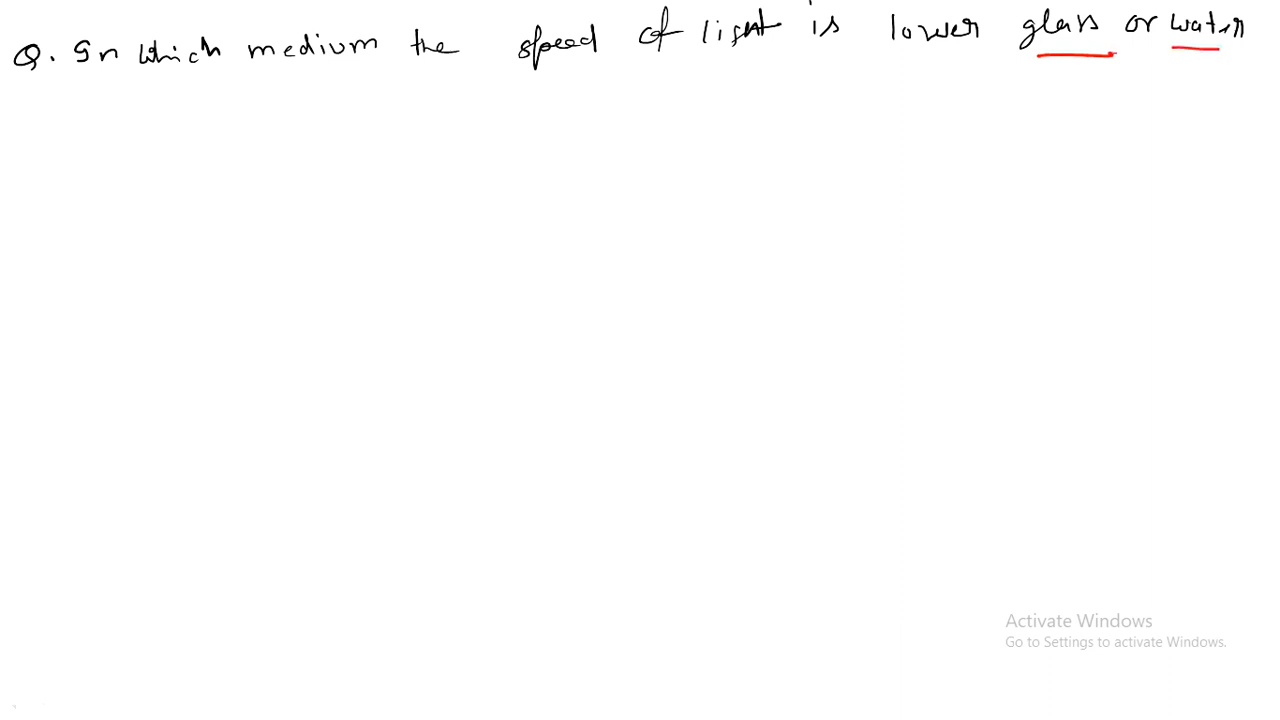 Q. In which medium the speed of light is lower glass or water
Activate Windows
Go to Settings to activate Windows.